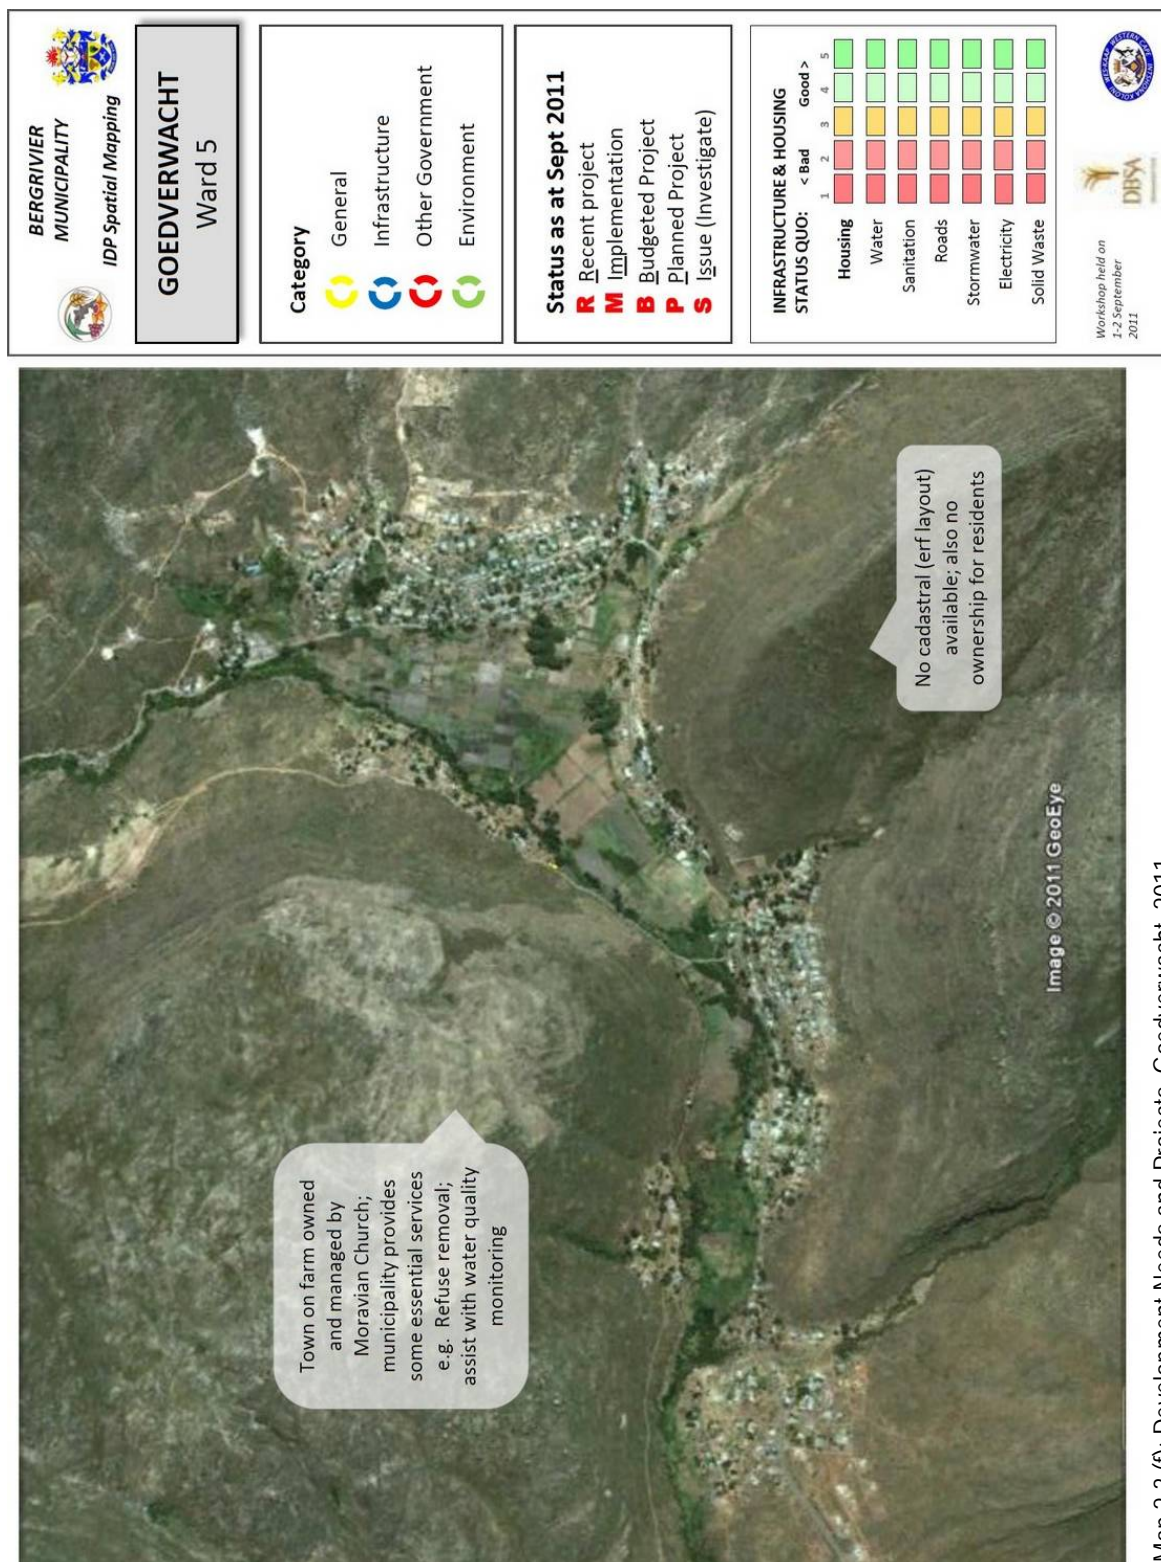 BERGRIVIER
MUNICIPALITY
IDP Spatial Mapping
GOEDVERWACHT
Ward 5
Category
General
Infrastructure
Other Government
Environment
Status as at Sept 2011
R Recent project
M Implementation
B Budgeted Project
P Planned Project
S Issue (Investigate)
INFRASTRUCTURE & HOUSING
STATUS QUO: < Bad Good >
1 2 3 4 5
Housing
Water
Sanitation
Roads
Stormwater
Electricity
Solid Waste
Workshop held on
1-2 September
2011
DBSA
Town on farm owned
and managed by
Moravian Church;
municipality provides
some essential services
e.g. Refuse removal;
assist with water quality
monitoring
No cadastral (erf layout)
available; also no
ownership for residents
Image © 2011 GeoEye
Map 2.2 (f): Development Needs and Projects, Goedverwacht, 2011